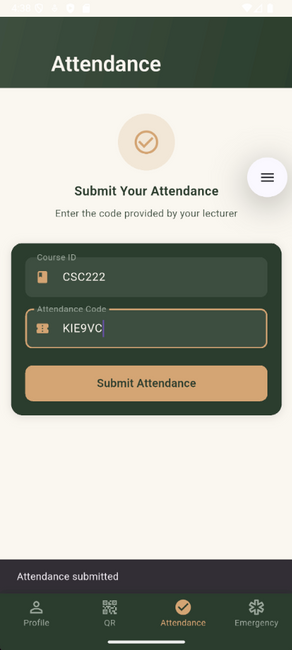 Attendance
Submit Your Attendance
Enter the code provided by your lecturer
Course ID
CSC222
Attendance Code
KIE9VC
Submit Attendance
Attendance submitted
Profile
QR
Attendance
Emergency